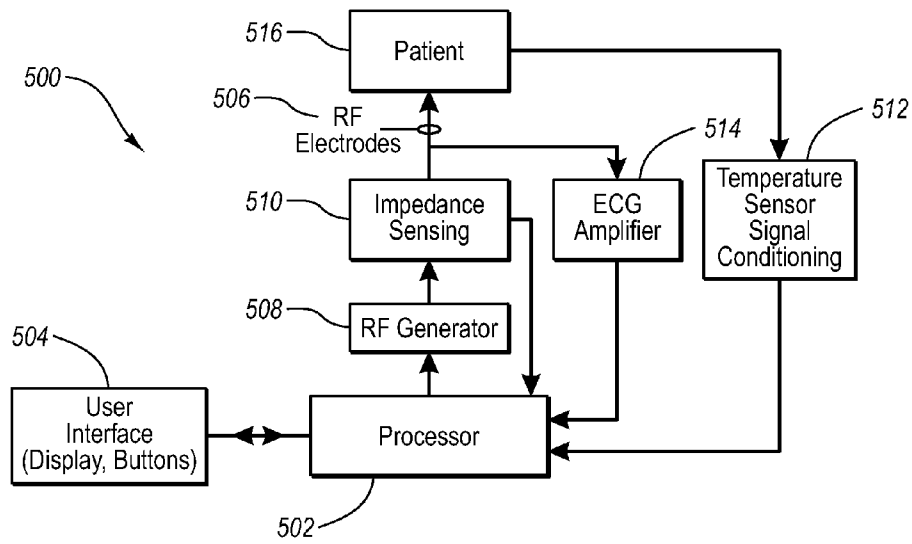 516
Patient
500
506
RF
Electrodes
514
512
510
Impedance
Sensing
ECG
Amplifier
Temperature
Sensor
Signal
Conditioning
508
RF Generator
504
User
Interface
(Display, Buttons)
Processor
502